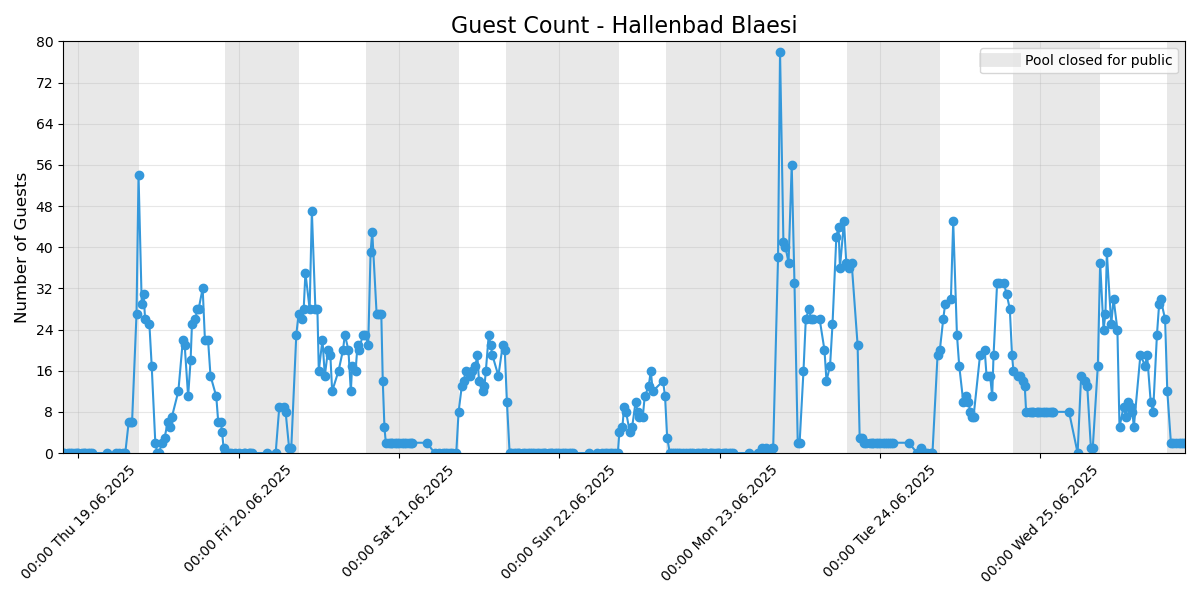 Guest Count - Hallenbad Blaesi
Pool closed for public
Number of Guests
80
72
64
56
48
40
32
24
16
8
0
00:00 Thu 19.06.2025
00:00 Fri 20.06.2025
00:00 Sat 21.06.2025
00:00 Sun 22.06.2025
00:00 Mon 23.06.2025
00:00 Tue 24.06.2025
00:00 Wed 25.06.2025